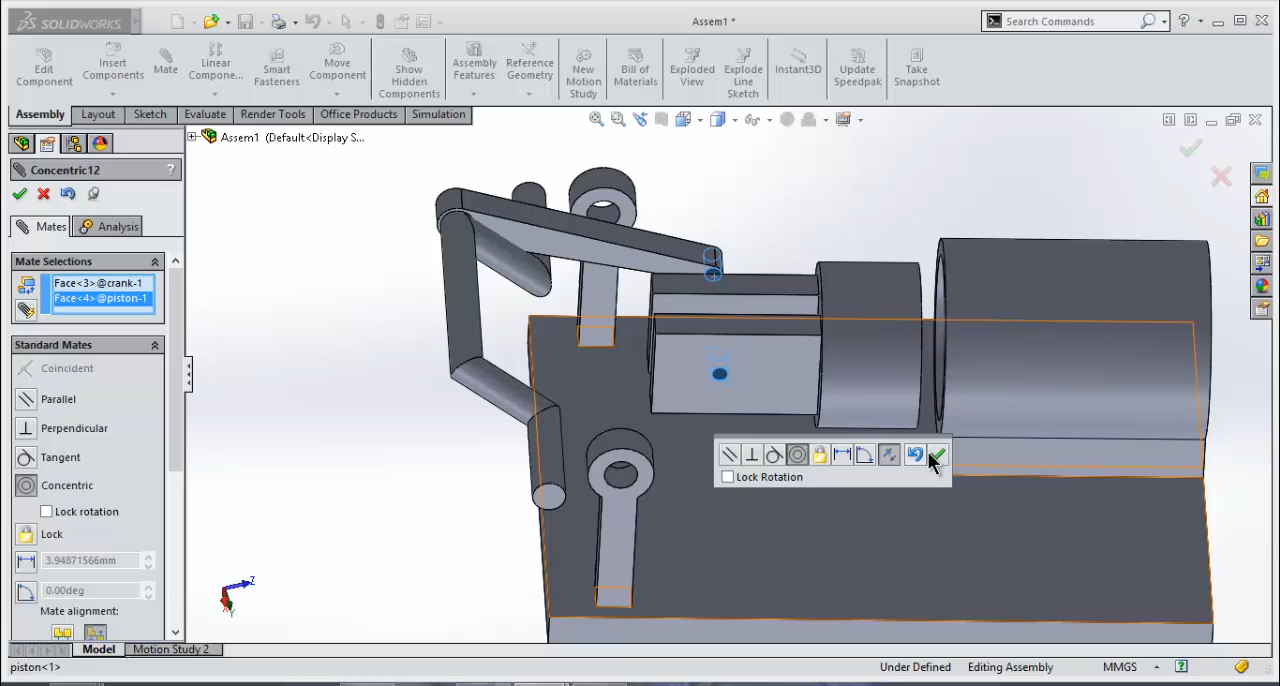 SOLIDWORKS
Assem1 *
Search Commands
Edit Component
Insert Components
Mate
Linear Compone...
Smart Fasteners
Move Component
Show Hidden Components
Assembly Features
Reference Geometry
New Motion Study
Bill of Materials
Exploded View
Explode Line Sketch
Instant3D
Update Speedpak
Take Snapshot
Assembly Layout Sketch Evaluate Render Tools Office Products Simulation
Assem1 (Default<Display S...
Concentric12 ?
Mates Analysis
Mate Selections
Face<3>@crank-1
Face<4>@piston-1
Standard Mates
Coincident
Parallel
Perpendicular
Tangent
Concentric
Lock rotation
Lock
3.94871566mm
0.00deg
Mate alignment:
Lock Rotation
Z
Y
Model Motion Study 2
piston<1> Under Defined Editing Assembly MMGS ?